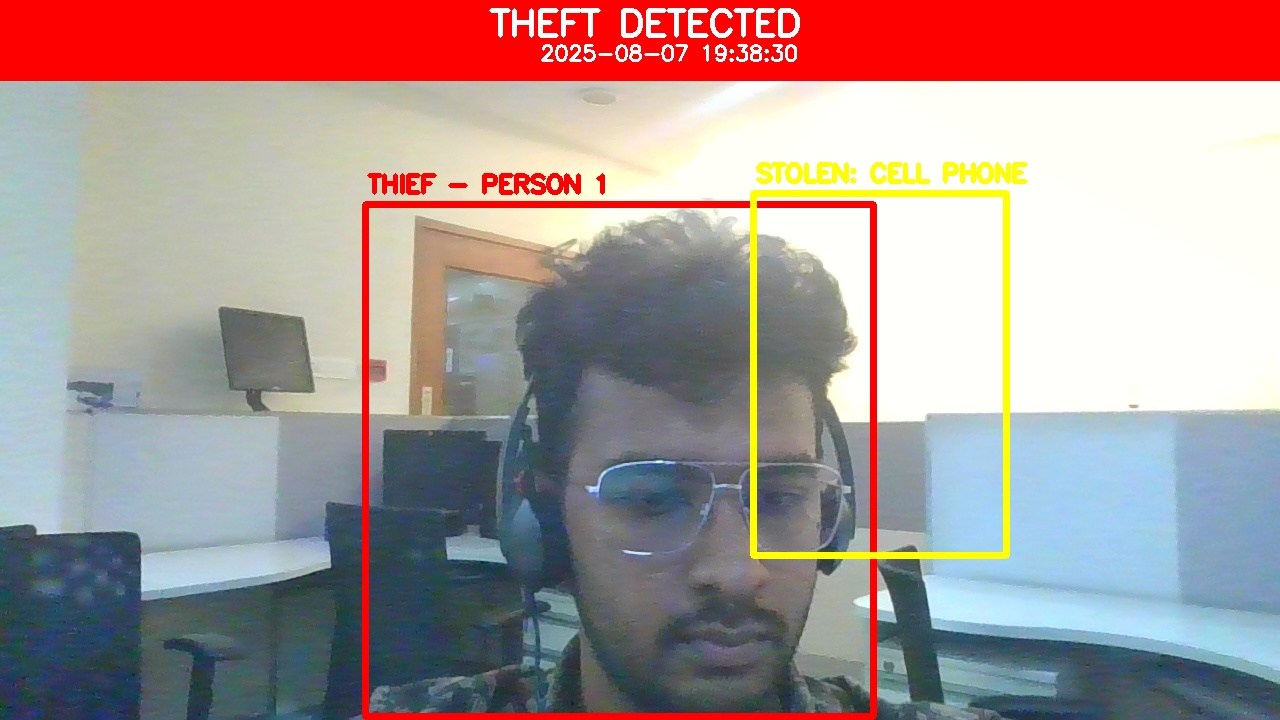 THEFT DETECTED
2025-08-07 19:38:30
THIEF - PERSON 1
STOLEN: CELL PHONE